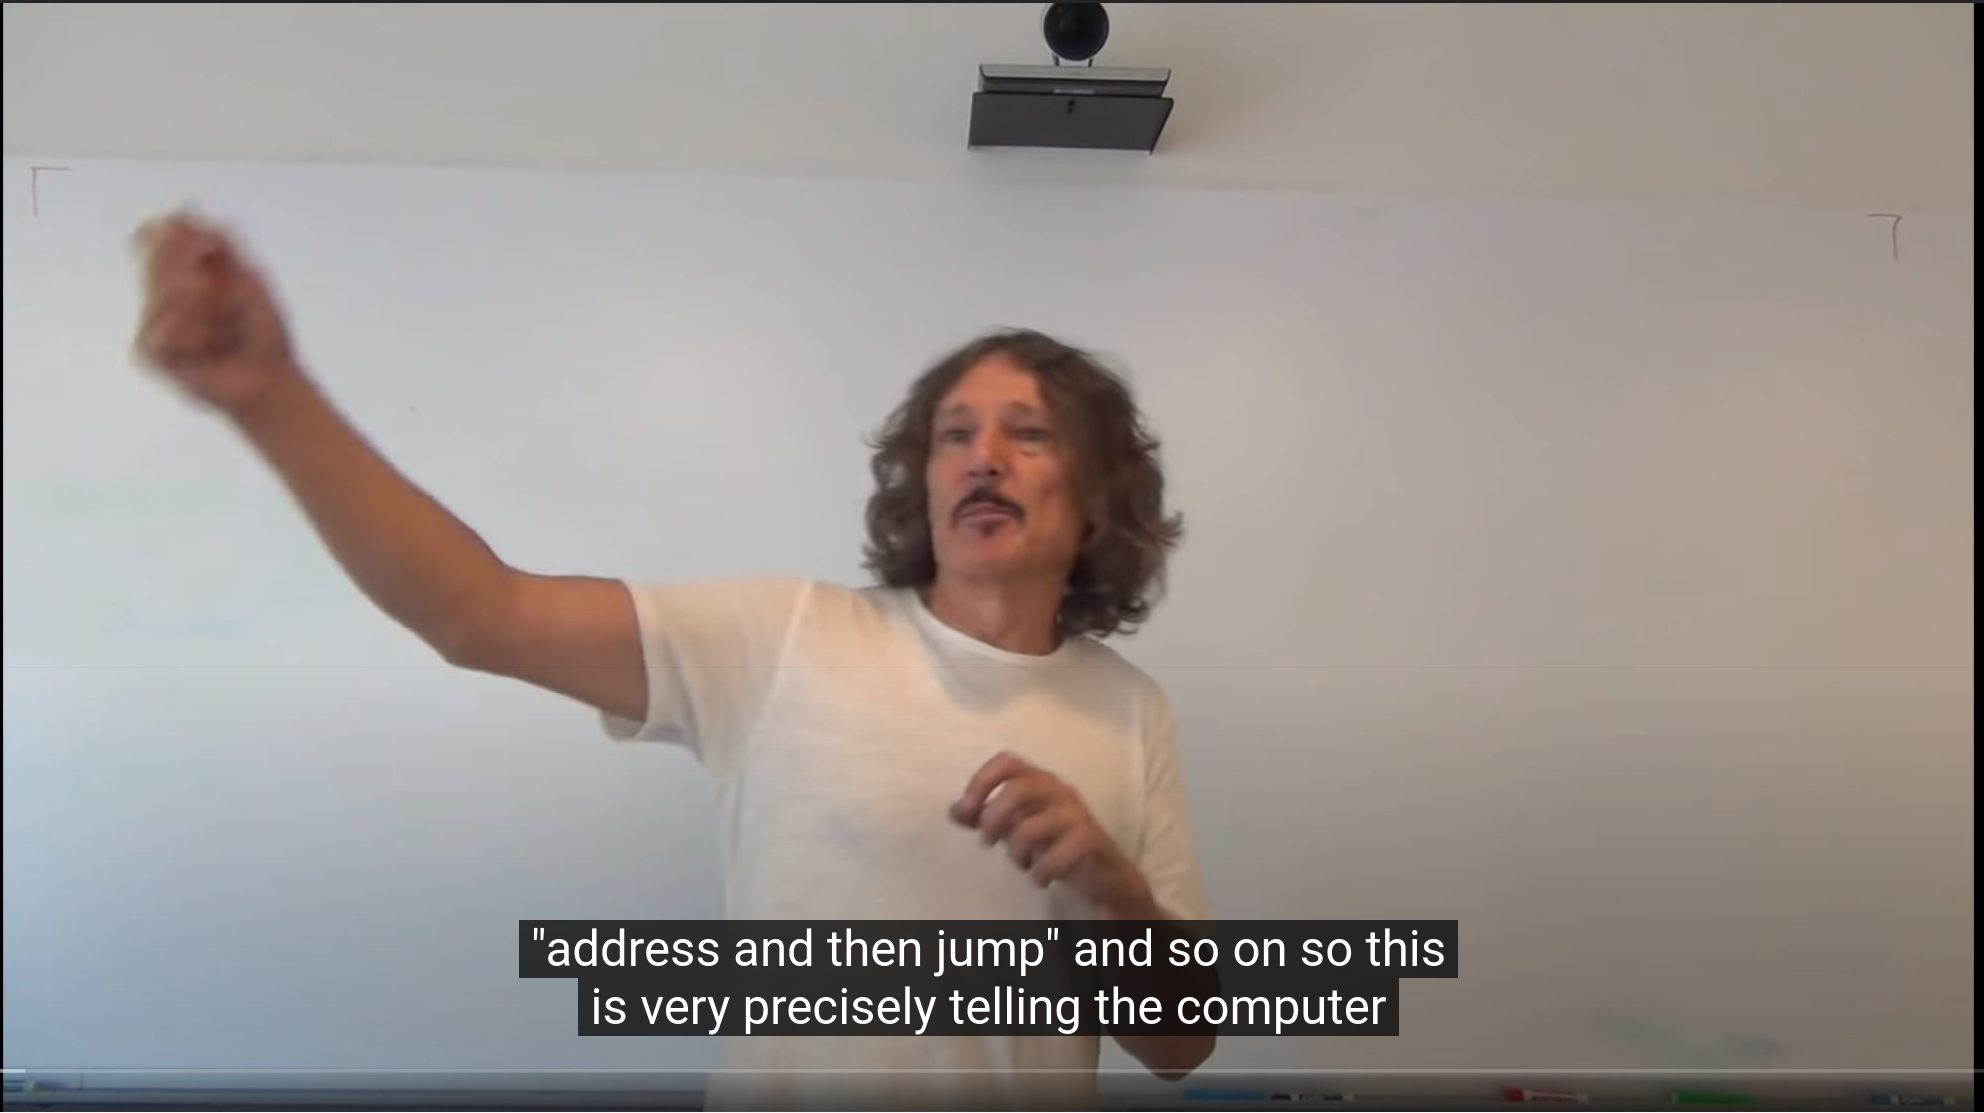 "address and then jump" and so on so this
is very precisely telling the computer